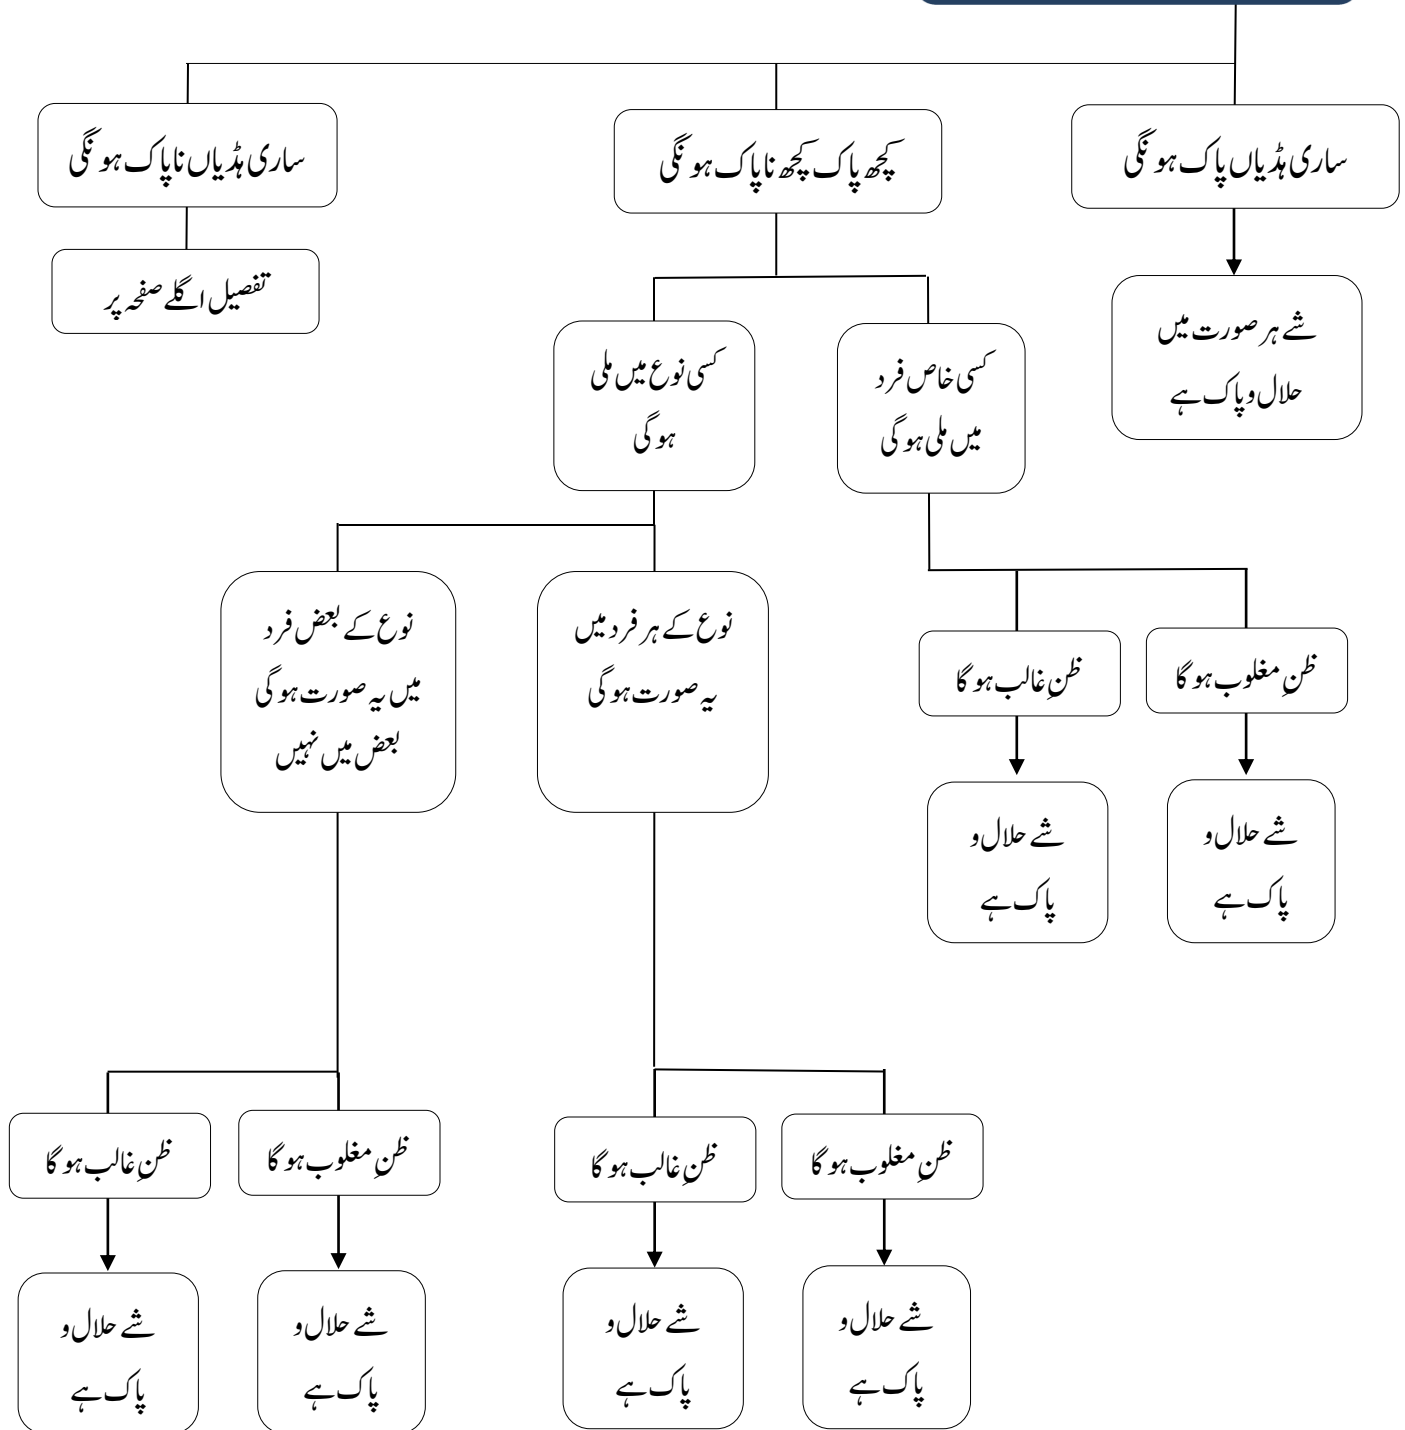 ساری ہڈیاں پاک ہونگی
کچھ پاک کچھ ناپاک ہونگی
ساری ہڈیاں ناپاک ہونگی
شے ہر صورت میں
حلال و پاک ہے
تفصیل اگلے صفحہ پر
کسی خاص فرد
میں ملی ہوگی
کسی نوع میں ملی
ہوگی
ظنِ مغلوب ہوگا
ظنِ غالب ہوگا
نوع کے ہر فرد میں
یہ صورت ہوگی
نوع کے بعض فرد
میں یہ صورت ہوگی
بعض میں نہیں
شے حلال و
پاک ہے
شے حلال و
پاک ہے
ظنِ مغلوب ہوگا
ظنِ غالب ہوگا
ظنِ مغلوب ہوگا
ظنِ غالب ہوگا
شے حلال و
پاک ہے
شے حلال و
پاک ہے
شے حلال و
پاک ہے
شے حلال و
پاک ہے